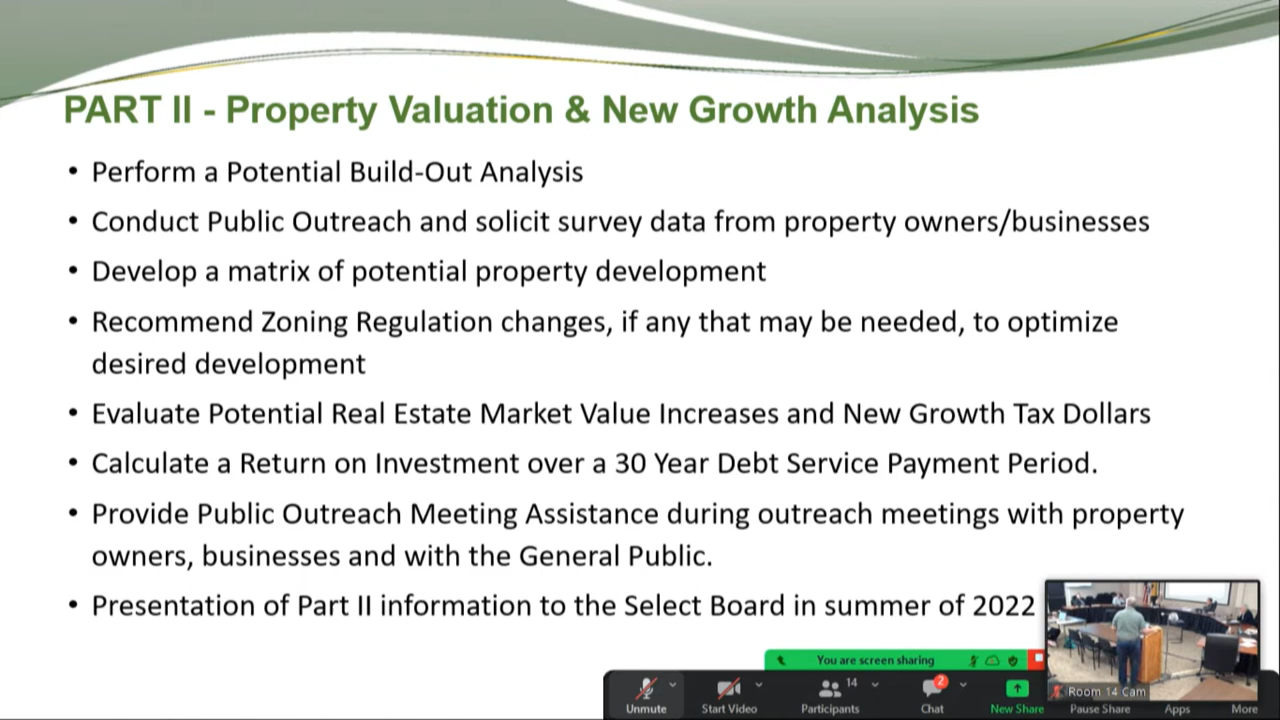 PART II - Property Valuation & New Growth Analysis
• Perform a Potential Build-Out Analysis
• Conduct Public Outreach and solicit survey data from property owners/businesses
• Develop a matrix of potential property development
• Recommend Zoning Regulation changes, if any that may be needed, to optimize
desired development
• Evaluate Potential Real Estate Market Value Increases and New Growth Tax Dollars
• Calculate a Return on Investment over a 30 Year Debt Service Payment Period.
• Provide Public Outreach Meeting Assistance during outreach meetings with property
owners, businesses and with the General Public.
• Presentation of Part II information to the Select Board in summer of 2022
You are screen sharing
Room 14 Cam
14
2
Unmute Start Video Participants Chat New Share Pause Share Apps More